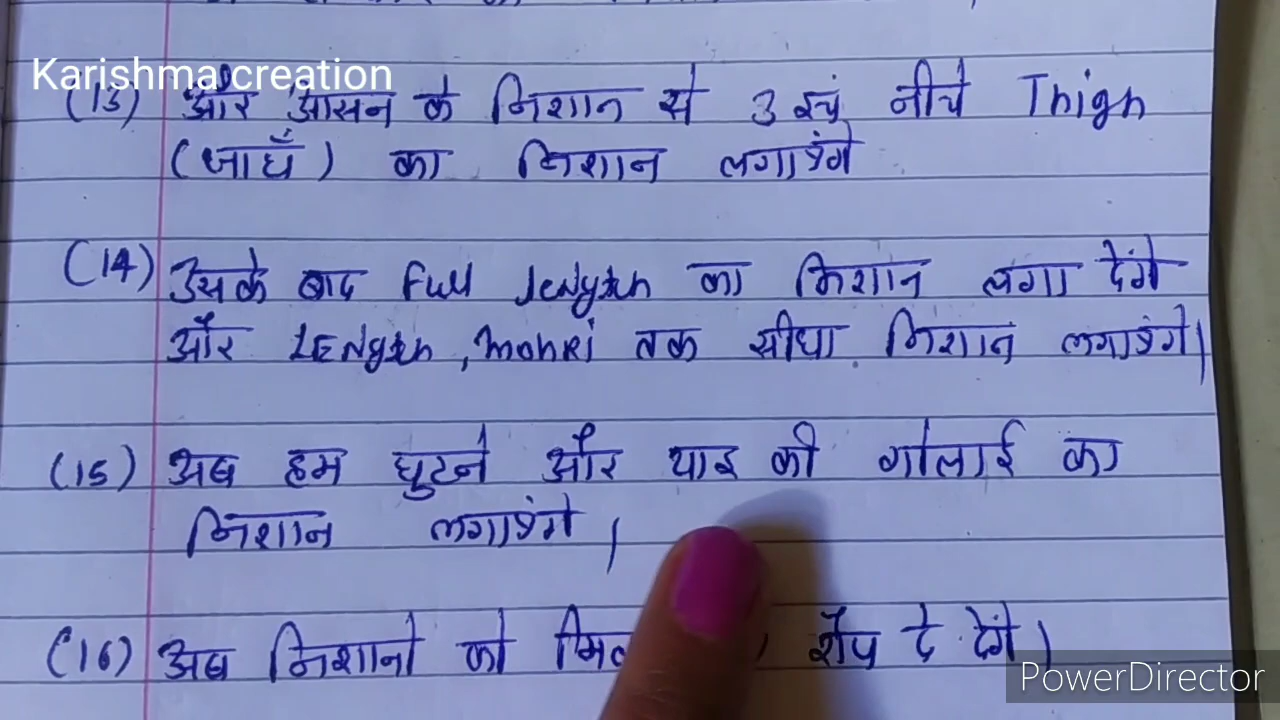 Karishma creation
(13) और आसन के निशान से 3 इंच नीचे Thigh
(जाघँ) का निशान लगाएंगे
(14) उसके बाद Full length का निशान लगा देंगे
और LENgth, mohri तक सीधा निशान लगाएंगे।
(15) अब हम घुटने और थाइ की गोलाई का
निशान लगाएंगे।
(16) अब निशानो को शेप दे देंगे।
PowerDirector